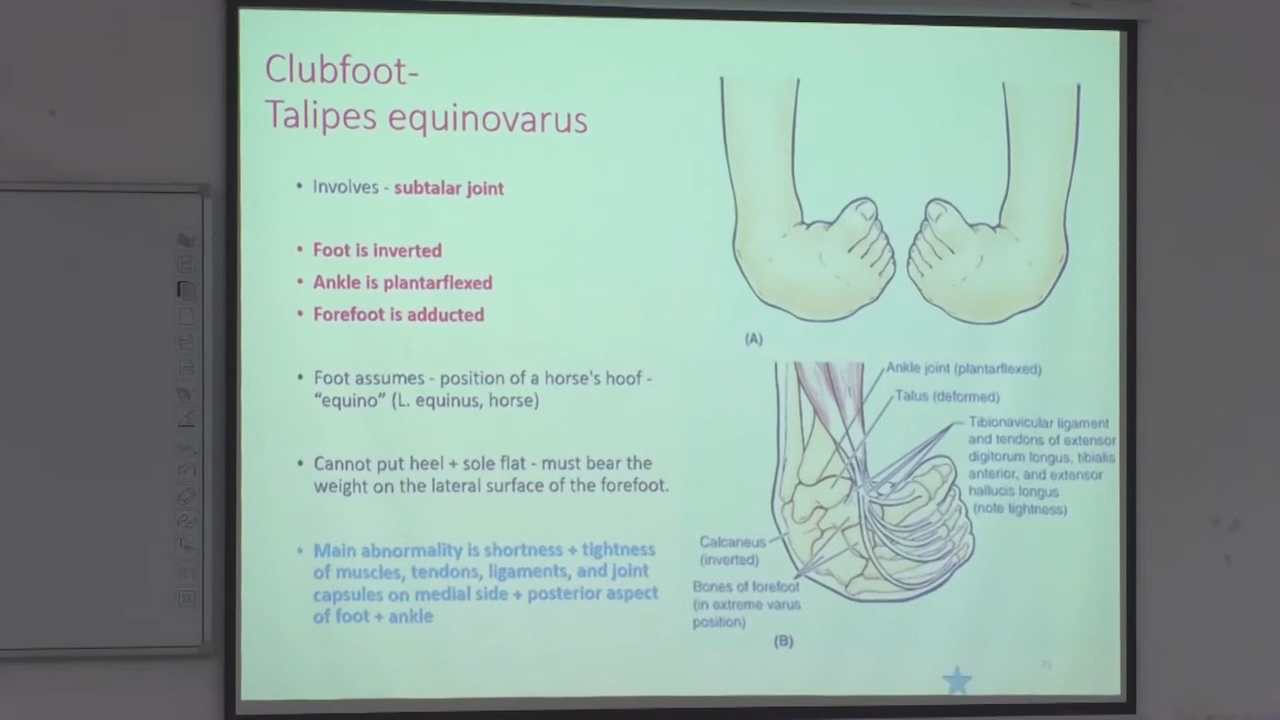 Clubfoot-
Talipes equinovarus
• Involves - subtalar joint
• Foot is inverted
• Ankle is plantarflexed
• Forefoot is adducted
• Foot assumes - position of a horse's hoof -
“equino” (L. equinus, horse)
• Cannot put heel + sole flat - must bear the
weight on the lateral surface of the forefoot.
• Main abnormality is shortness + tightness
of muscles, tendons, ligaments, and joint
capsules on medial side + posterior aspect
of foot + ankle
(A)
Ankle joint (plantarflexed)
Talus (deformed)
Tibionavicular ligament
and tendons of extensor
digitorum longus, tibialis
anterior, and extensor
hallucis longus
(note tightness)
Calcaneus
(inverted)
Bones of forefoot
(in extreme varus
position)
(B)